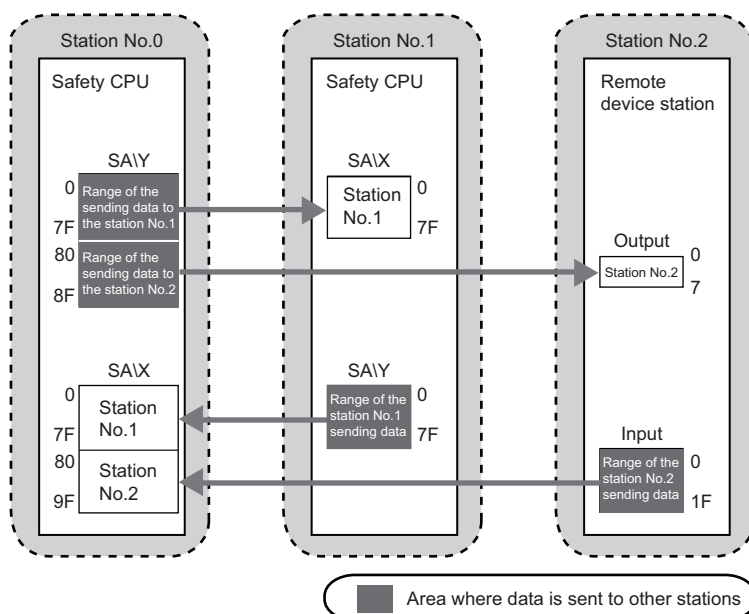 Station No.0
Station No.1
Station No.2
Safety CPU
Safety CPU
Remote
device station
SA\Y
0
7F
80
8F
Range of the
sending data to
the station No.1
Range of the
sending data to
the station No.2
SA\X
Station
No.1
0
7F
Output
Station No.2
0
7
SA\X
0
7F
80
9F
Station
No.1
Station
No.2
SA\Y
Range of the
station No.1
sending data
0
7F
Input
Range of the
station No.2
sending data
0
1F
Area where data is sent to other stations